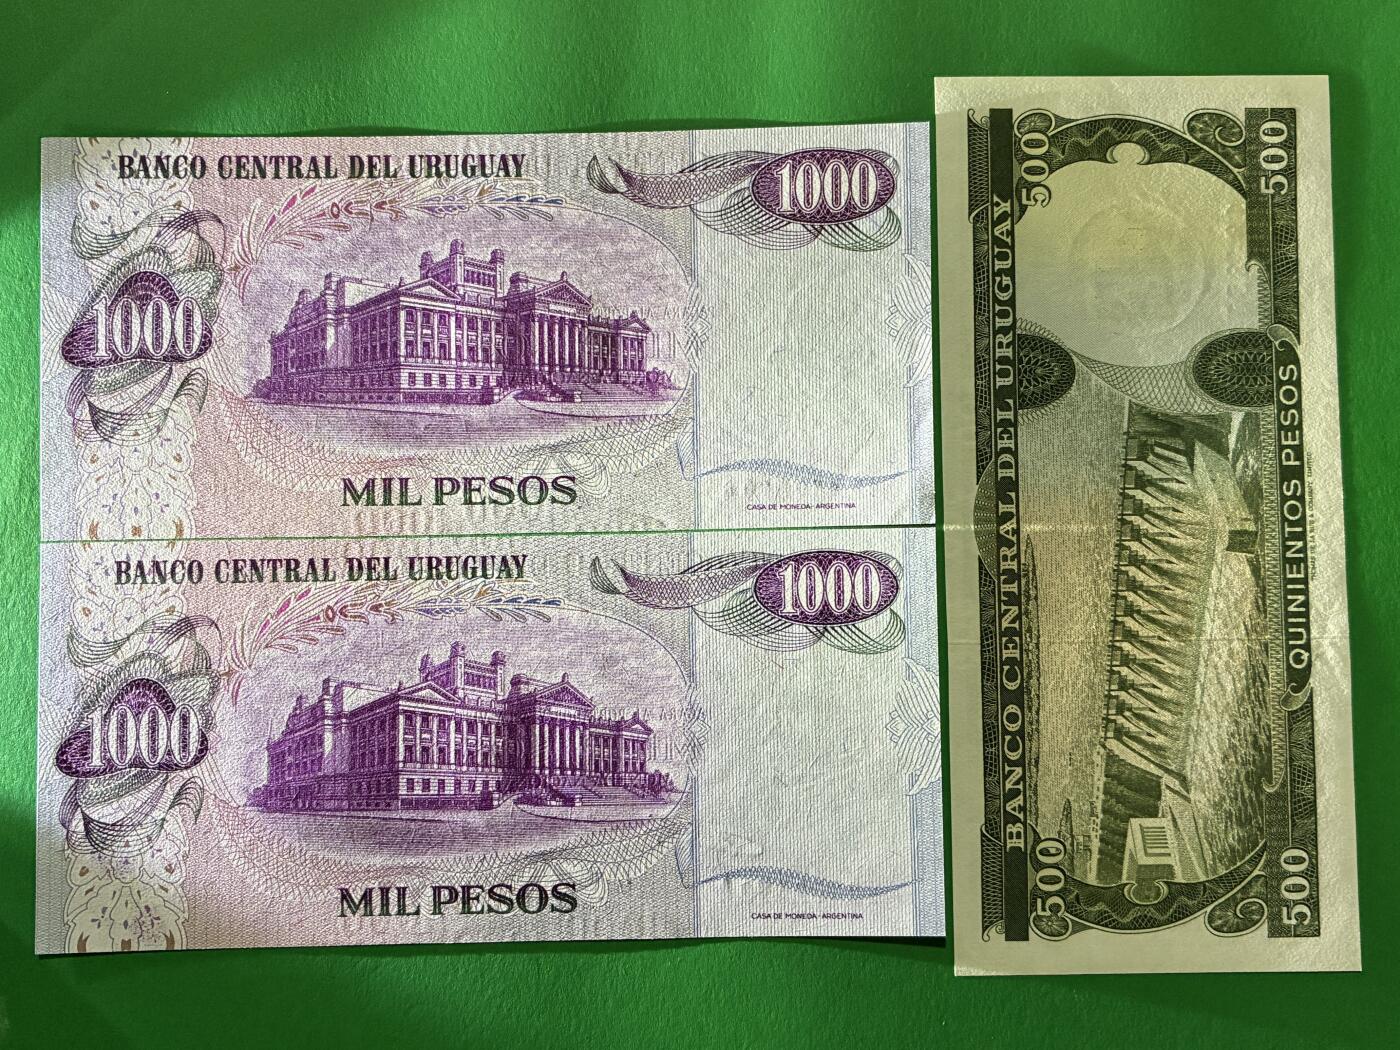 BANCO CENTRAL DEL URUGUAY
1000
1000
MIL PESOS
CASA DE MONEDA - ARGENTINA
BANCO CENTRAL DEL URUGUAY
1000
1000
MIL PESOS
CASA DE MONEDA - ARGENTINA
500
BANCO CENTRAL DEL URUGUAY
500
500
QUINIENTOS PESOS
500